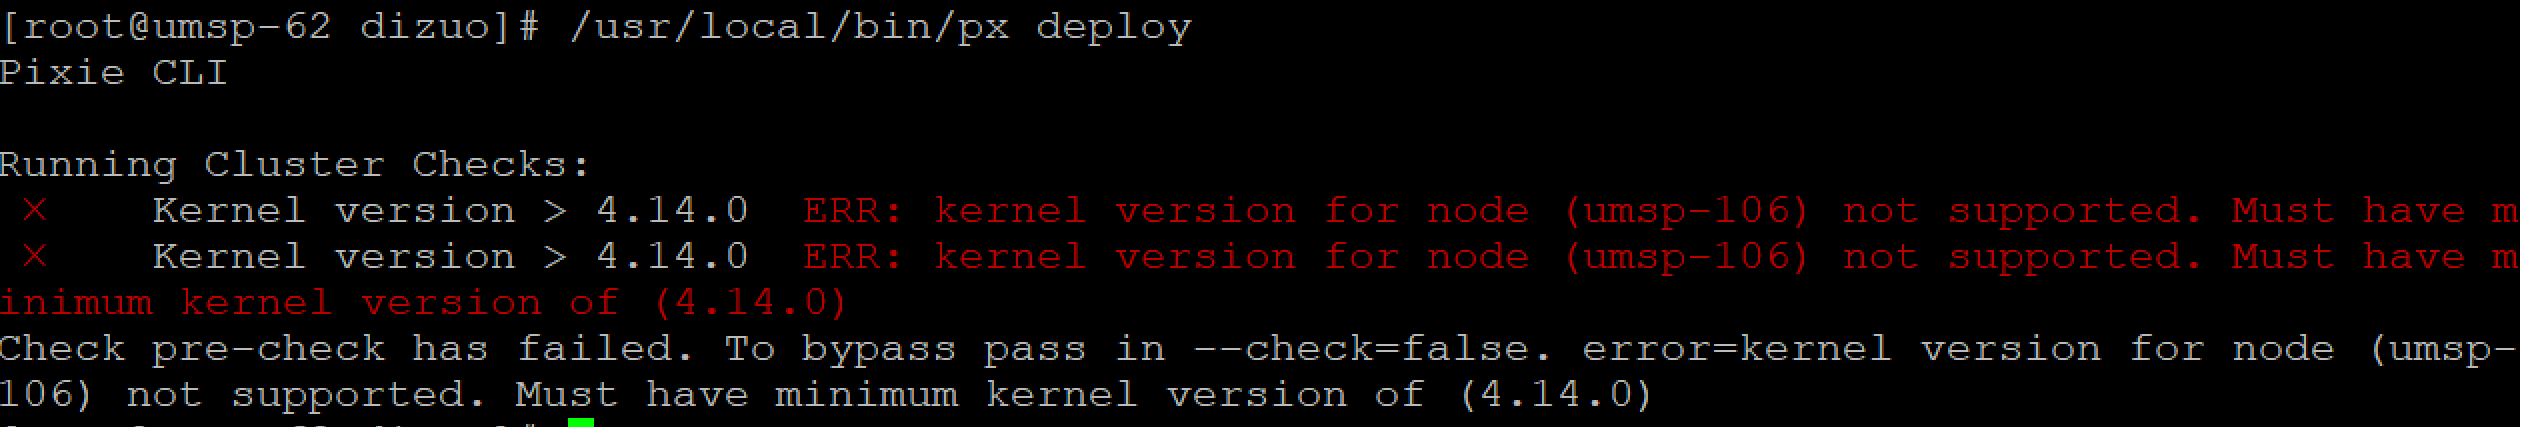 [root@umsp-62 dizuo]# /usr/local/bin/px deploy
Pixie CLI
Running Cluster Checks:
× Kernel version > 4.14.0 ERR: kernel version for node (umsp-106) not supported. Must have m
× Kernel version > 4.14.0 ERR: kernel version for node (umsp-106) not supported. Must have m
inimum kernel version of (4.14.0)
Check pre-check has failed. To bypass pass in --check=false. error=kernel version for node (umsp-
106) not supported. Must have minimum kernel version of (4.14.0)